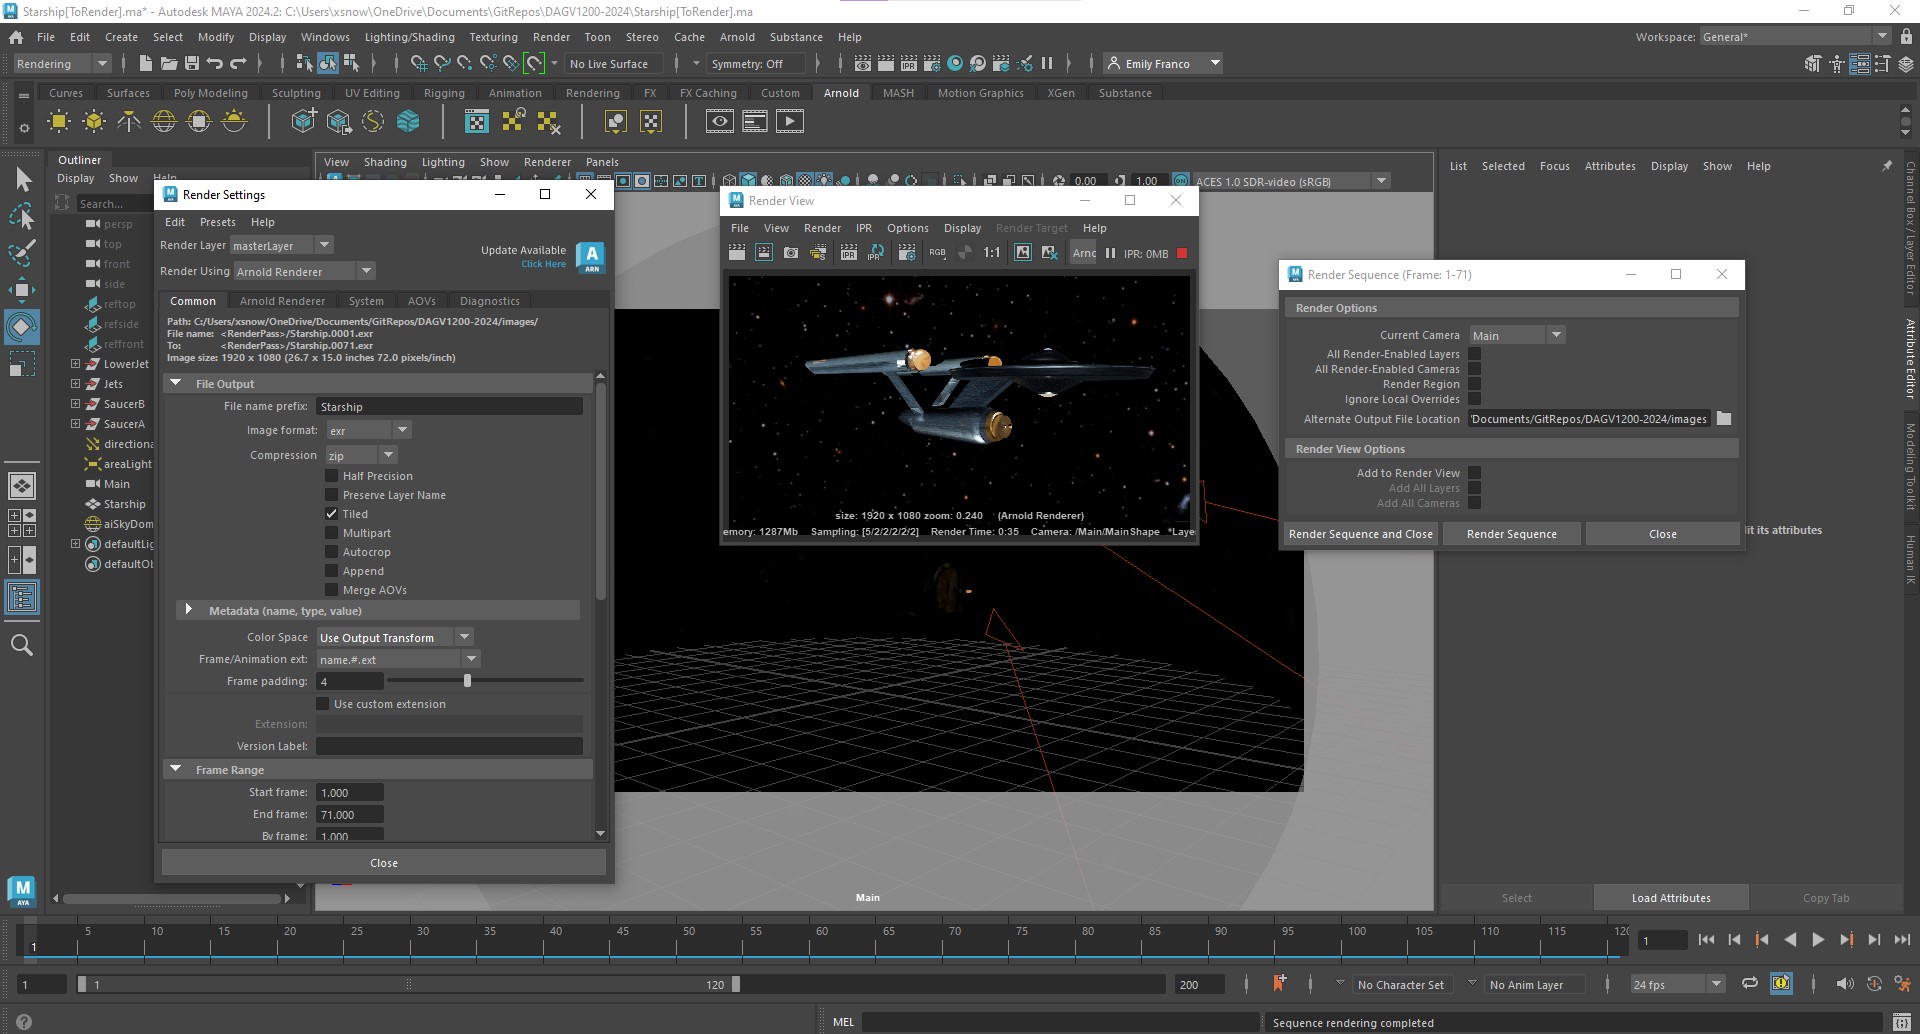 Starship[ToRender].ma* - Autodesk MAYA 2024.2: C:\Users\xsnow\OneDrive\Documents\GitRepos\DAGV1200-2024\Starship[ToRender].ma
File Edit Create Select Modify Display Windows Lighting/Shading Texturing Render Toon Stereo Cache Arnold Substance Help
Workspace: General*
Rendering
No Live Surface
Symmetry: Off
IPR
Emily Franco
Curves Surfaces Poly Modeling Sculpting UV Editing Rigging Animation Rendering FX FX Caching Custom Arnold MASH Motion Graphics XGen Substance
Outliner
Display Show Help
Search...
persp
top
front
side
reftop
refside
reffront
LowerJet
Jets
SaucerB
SaucerA
directiona
areaLight
Main
Starship
aiSkyDom
defaultLig
defaultOb
View Shading Lighting Show Renderer Panels
0.00
1.00
ACES 1.0 SDR-video (sRGB)
Render Settings
Edit Presets Help
Render Layer masterLayer
Render Using Arnold Renderer
Update Available
Click Here
A
ARN
Common Arnold Renderer System AOVs Diagnostics
Path: C:/Users/xsnow/OneDrive/Documents/GitRepos/DAGV1200-2024/images/
File name: <RenderPass>/Starship.0001.exr
To: <RenderPass>/Starship.0071.exr
Image size: 1920 x 1080 (26.7 x 15.0 inches 72.0 pixels/inch)
File Output
File name prefix: Starship
Image format: exr
Compression zip
Half Precision
Preserve Layer Name
Tiled
Multipart
Autocrop
Append
Merge AOVs
Metadata (name, type, value)
Color Space Use Output Transform
Frame/Animation ext: name.#.ext
Frame padding: 4
Use custom extension
Extension:
Version Label:
Frame Range
Start frame: 1.000
End frame: 71.000
By frame: 1.000
Close
Render View
File View Render IPR Options Display Render Target Help
IPR
IPR
RGB
1:1
Arnc
IPR: 0MB
size: 1920 x 1080 zoom: 0.240 (Arnold Renderer)
emory: 1287Mb Sampling: [5/2/2/2/2/2] Render Time: 0:35 Camera: /Main/MainShape *Laye
Main
Render Sequence (Frame: 1-71)
Render Options
Current Camera Main
All Render-Enabled Layers
All Render-Enabled Cameras
Render Region
Ignore Local Overrides
Alternate Output File Location 'Documents/GitRepos/DAGV1200-2024/images
Render View Options
Add to Render View
Add All Layers
Add All Cameras
Render Sequence and Close
Render Sequence
Close
List Selected Focus Attributes Display Show Help
it its attributes
Select
Load Attributes
Copy Tab
Channel Box / Layer Editor
Attribute Editor
Modeling Toolkit
Human IK
M
AYA
5 10 15 20 25 30 35 40 45 50 55 60 65 70 75 80 85 90 95 100 105 110 115 120
1
1
1
1
120
200
No Character Set
No Anim Layer
24 fps
MEL
Sequence rendering completed